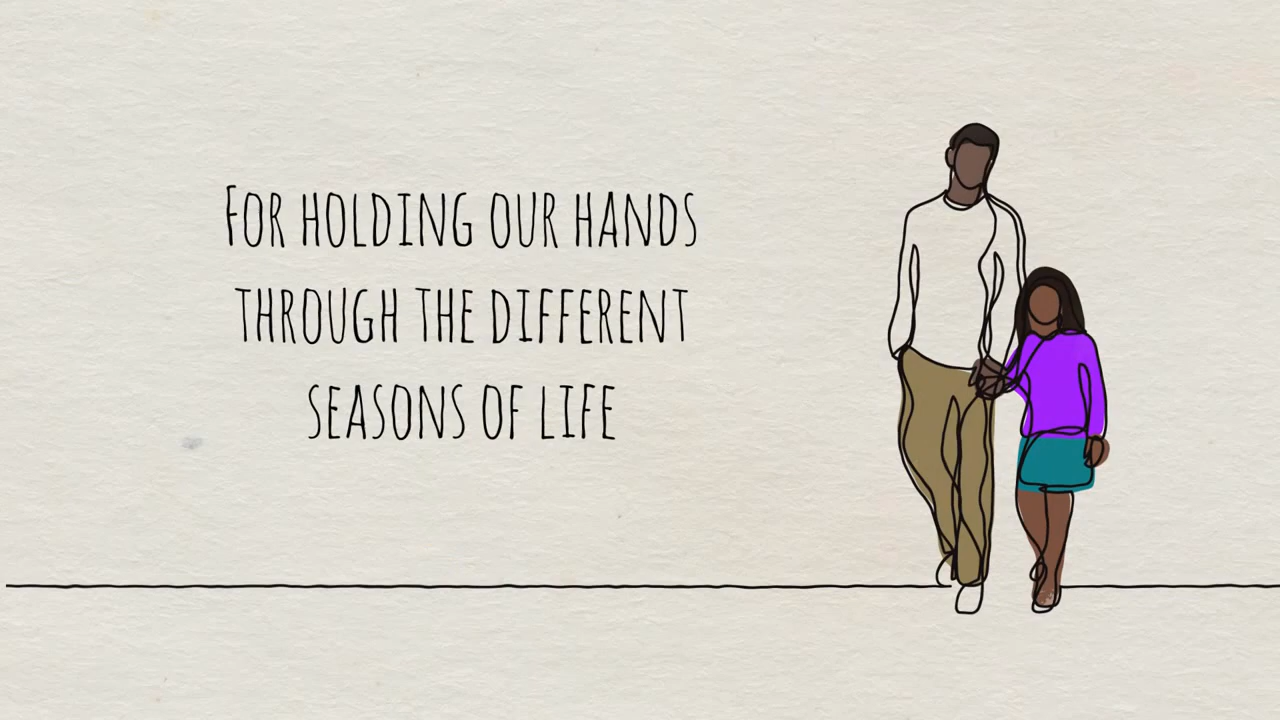 For holding our hands
through the different
seasons of life